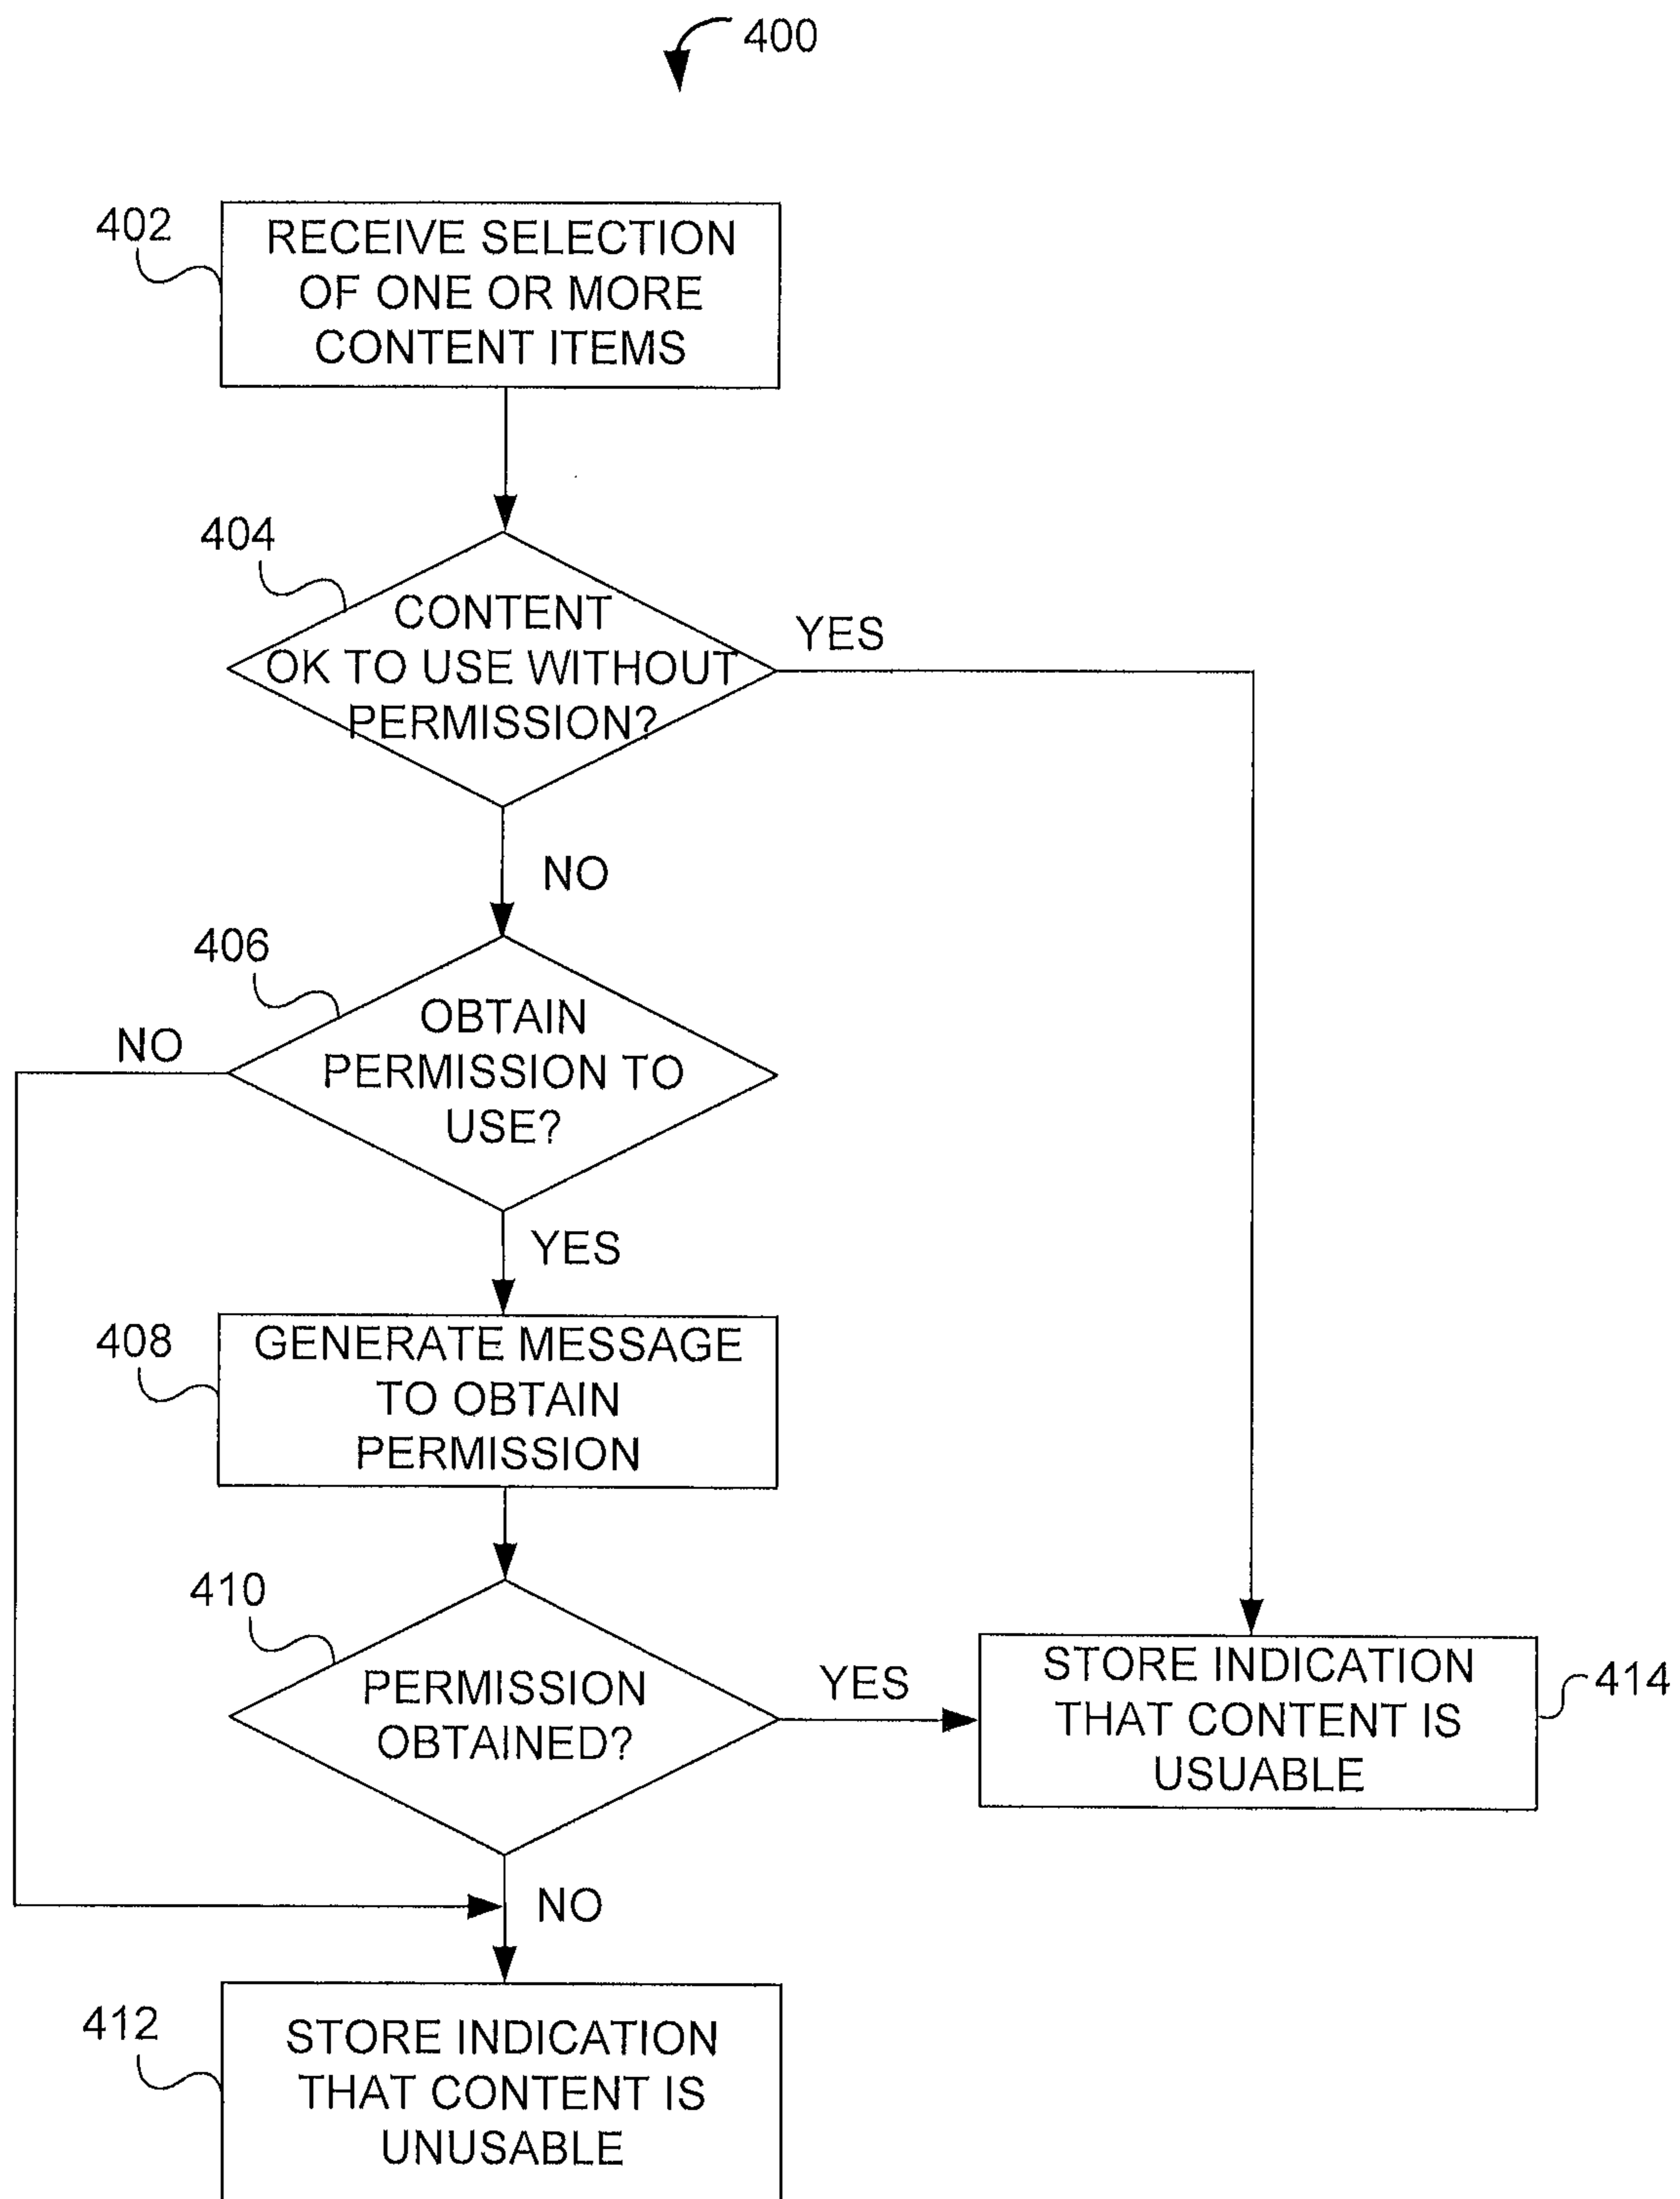 400
402
RECEIVE SELECTION
OF ONE OR MORE
CONTENT ITEMS
404
CONTENT
OK TO USE WITHOUT
PERMISSION?
YES
NO
406
OBTAIN
PERMISSION TO
USE?
NO
YES
408
GENERATE MESSAGE
TO OBTAIN
PERMISSION
410
PERMISSION
OBTAINED?
YES
STORE INDICATION
THAT CONTENT IS
USUABLE
414
NO
412
STORE INDICATION
THAT CONTENT IS
UNUSABLE